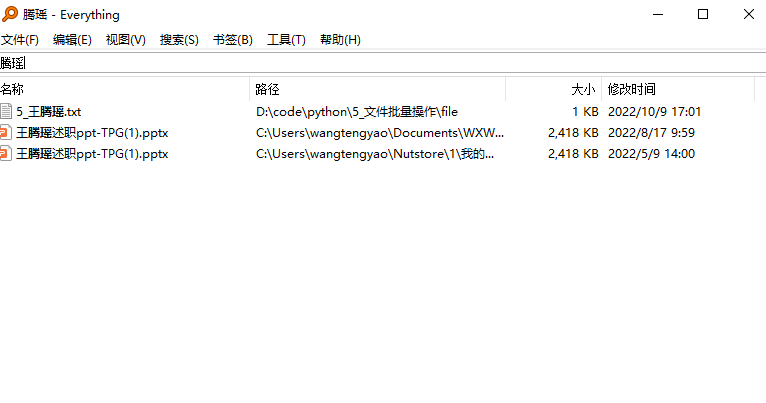 腾瑶 - Everything
文件(F) 编辑(E) 视图(V) 搜索(S) 书签(B) 工具(T) 帮助(H)
腾瑶
名称 路径 大小 修改时间
5_王腾瑶.txt D:\code\python\5_文件批量操作\file 1 KB 2022/10/9 17:01
王腾瑶述职ppt-TPG(1).pptx C:\Users\wangtengyao\Documents\WXW... 2,418 KB 2022/8/17 9:59
王腾瑶述职ppt-TPG(1).pptx C:\Users\wangtengyao\Nutstore\1\我的... 2,418 KB 2022/5/9 14:00